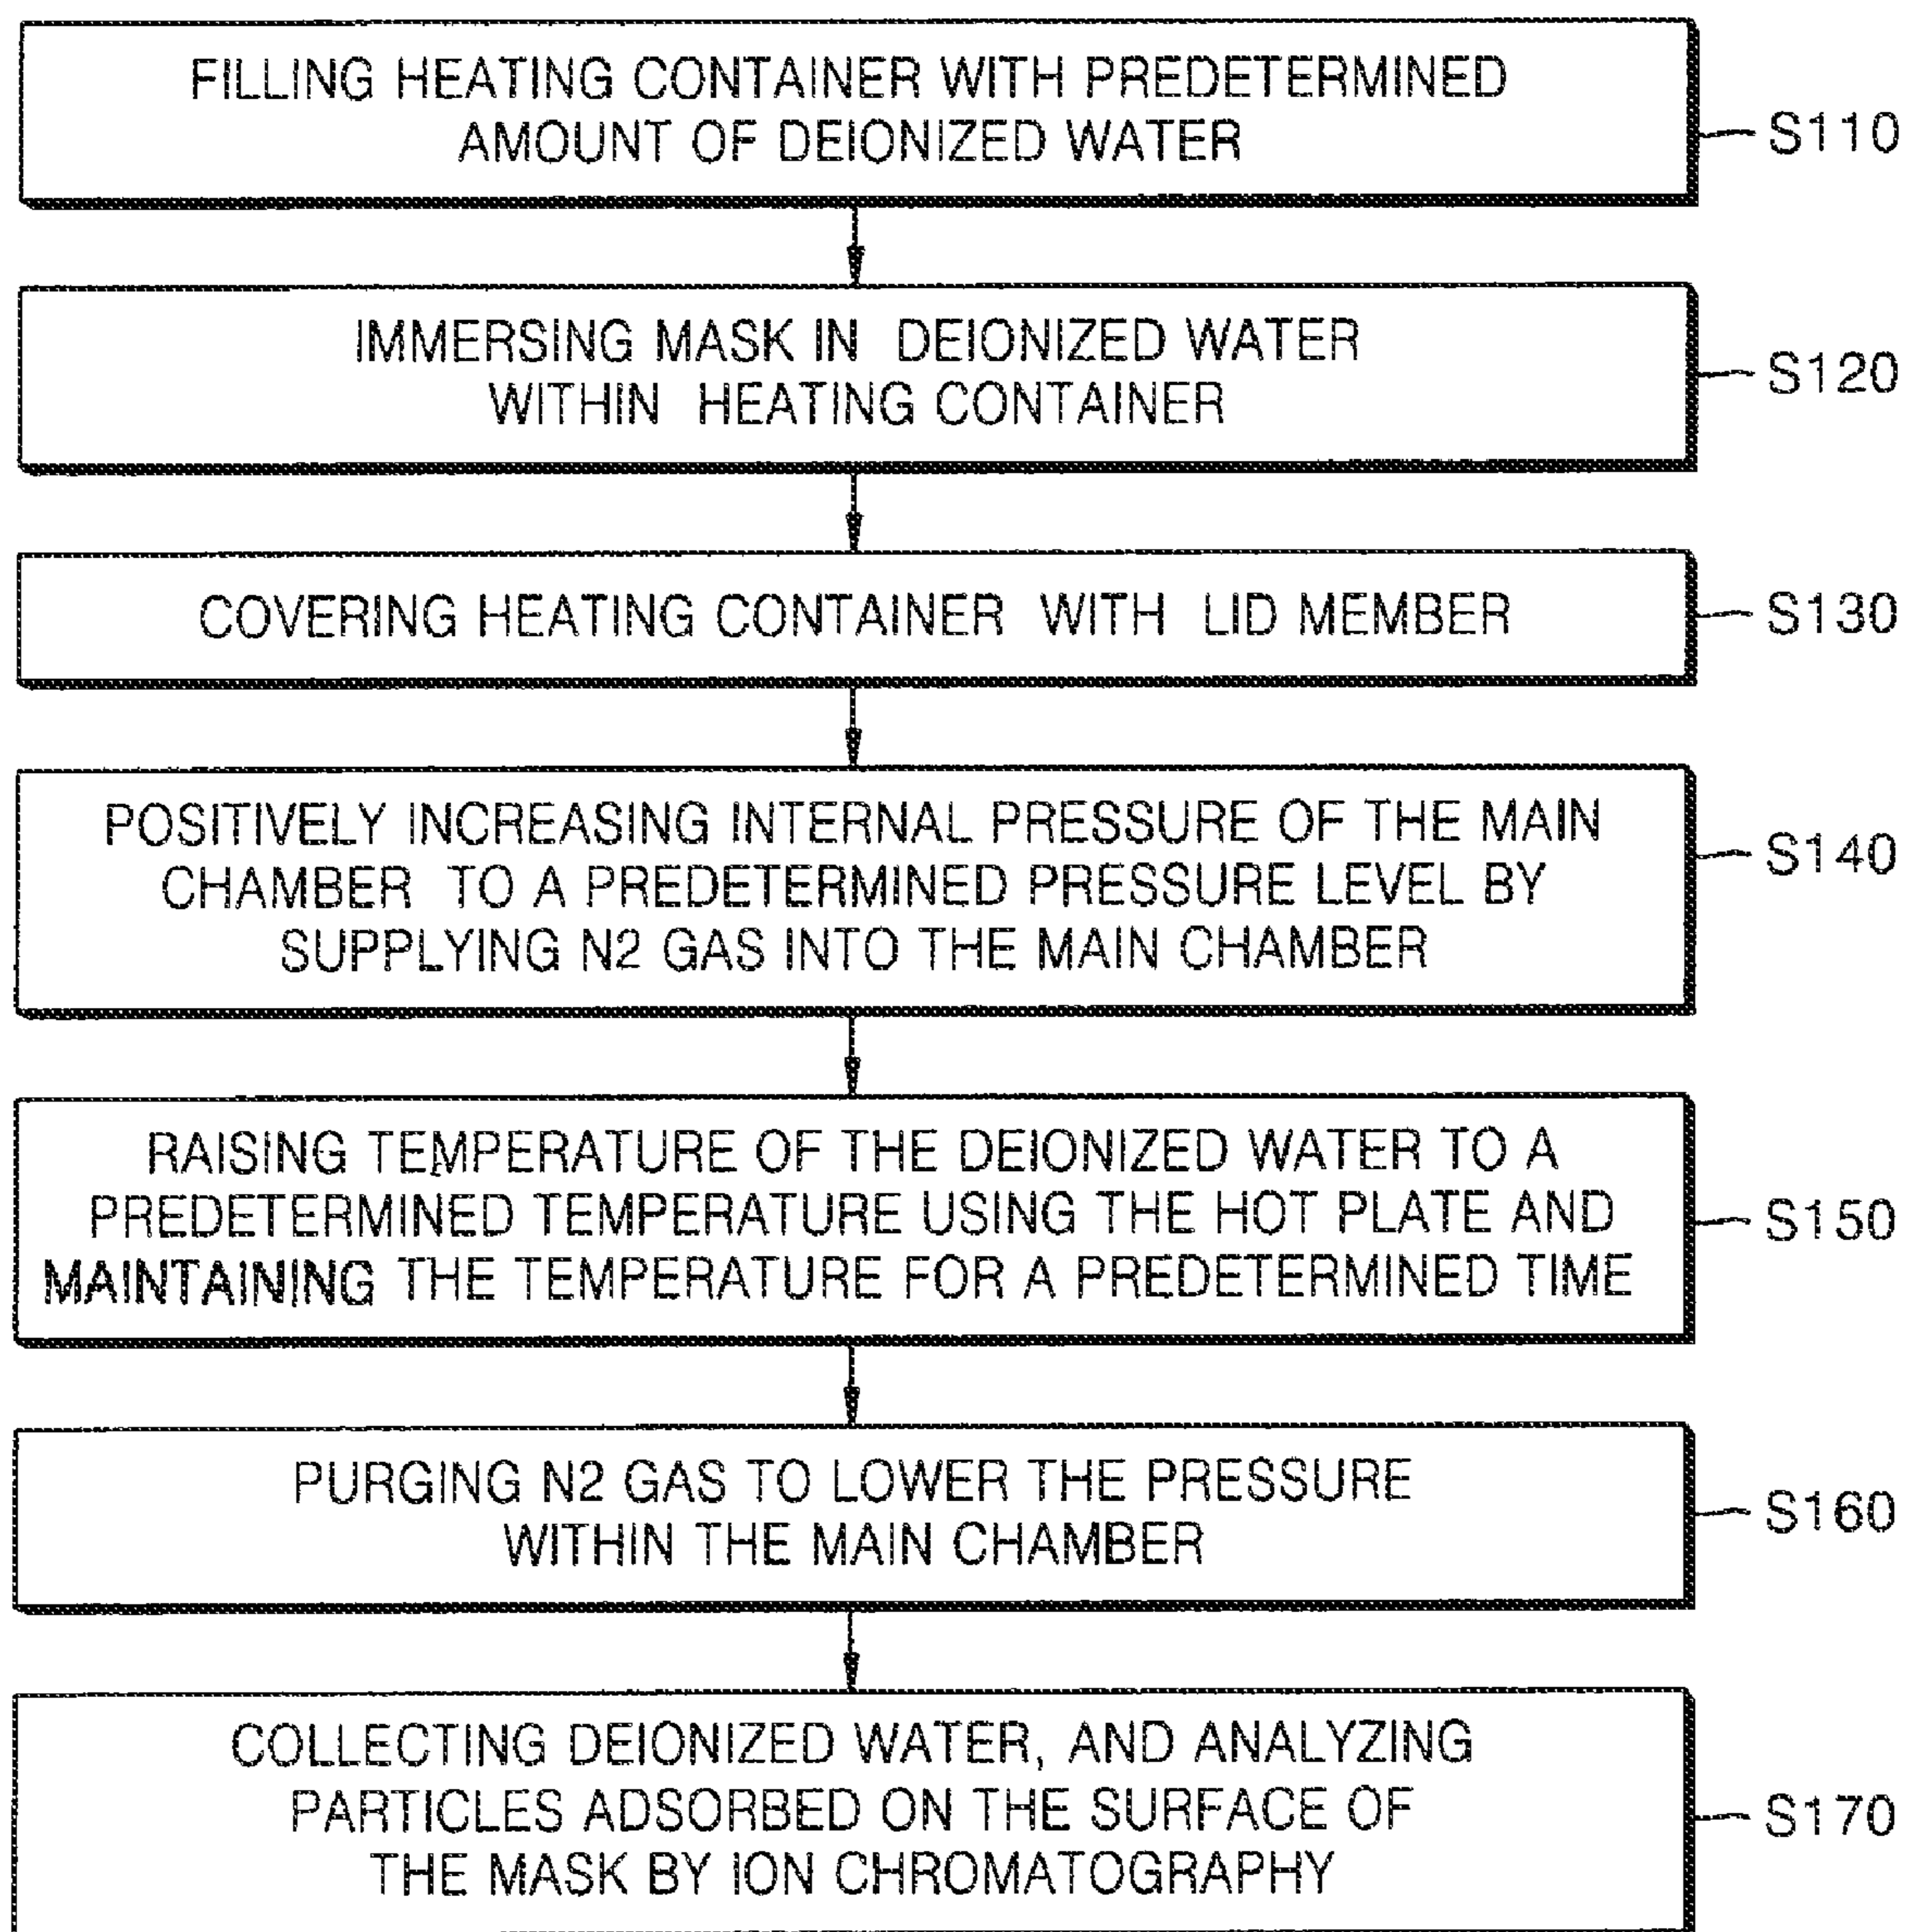 FILLING HEATING CONTAINER WITH PREDETERMINED
AMOUNT OF DEIONIZED WATER
S110
IMMERSING MASK IN DEIONIZED WATER
WITHIN HEATING CONTAINER
S120
COVERING HEATING CONTAINER WITH LID MEMBER
S130
POSITIVELY INCREASING INTERNAL PRESSURE OF THE MAIN
CHAMBER TO A PREDETERMINED PRESSURE LEVEL BY
SUPPLYING N2 GAS INTO THE MAIN CHAMBER
S140
RAISING TEMPERATURE OF THE DEIONIZED WATER TO A
PREDETERMINED TEMPERATURE USING THE HOT PLATE AND
MAINTAINING THE TEMPERATURE FOR A PREDETERMINED TIME
S150
PURGING N2 GAS TO LOWER THE PRESSURE
WITHIN THE MAIN CHAMBER
S160
COLLECTING DEIONIZED WATER, AND ANALYZING
PARTICLES ADSORBED ON THE SURFACE OF
THE MASK BY ION CHROMATOGRAPHY
S170